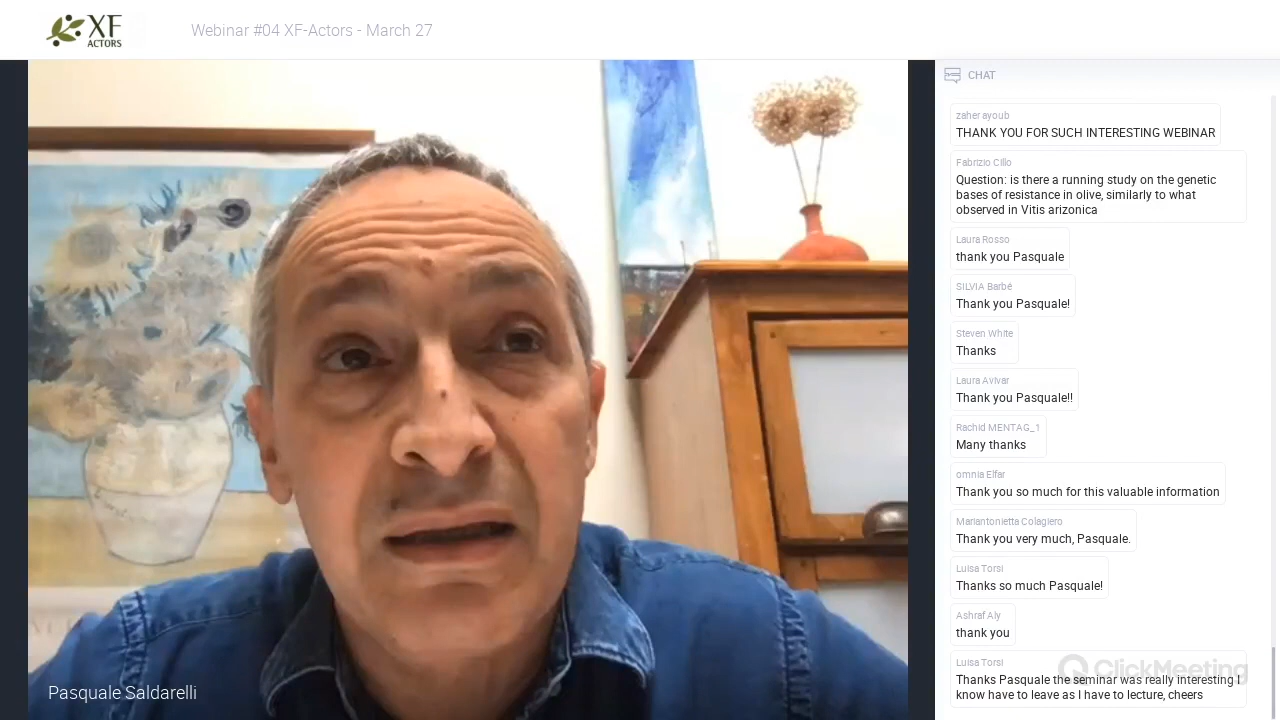 XF
ACTORS
Webinar #04 XF-Actors - March 27
CHAT
zaher ayoub
THANK YOU FOR SUCH INTERESTING WEBINAR
Fabrizio Cillo
Question: is there a running study on the genetic
bases of resistance in olive, similarly to what
observed in Vitis arizonica
Laura Rosso
thank you Pasquale
SILVIA Barbé
Thank you Pasquale!
Steven White
Thanks
Laura Avivar
Thank you Pasquale!!
Rachid MENTAG_1
Many thanks
omnia Elfar
Thank you so much for this valuable information
Mariantonietta Colagiero
Thank you very much, Pasquale.
Luisa Torsi
Thanks so much Pasquale!
Ashraf Aly
thank you
Luisa Torsi
Thanks Pasquale the seminar was really interesting I
know have to leave as I have to lecture, cheers
ClickMeeting
Pasquale Saldarelli